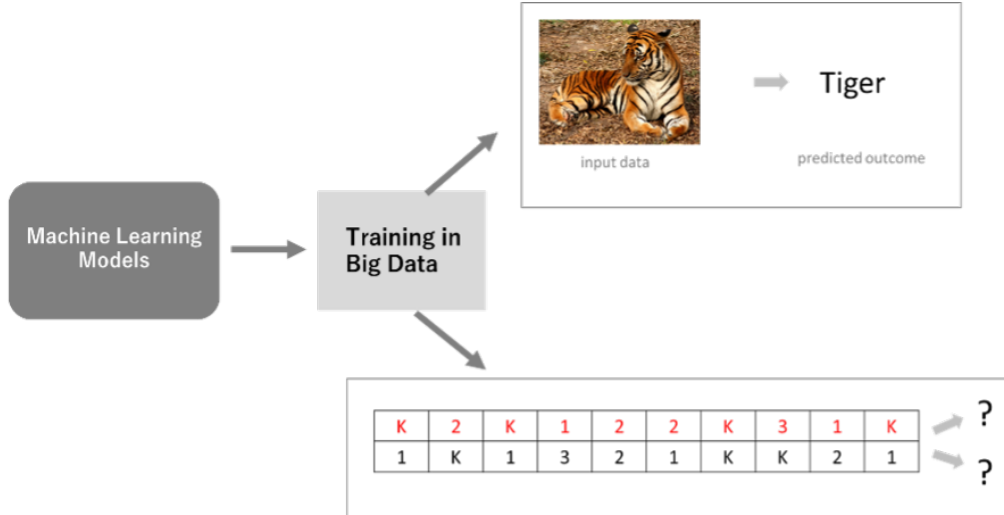 Machine Learning
Models
Training in
Big Data
Tiger
input data
predicted outcome
K 2 K 1 2 2 K 3 1 K
1 K 1 3 2 1 K K 2 1
?
?